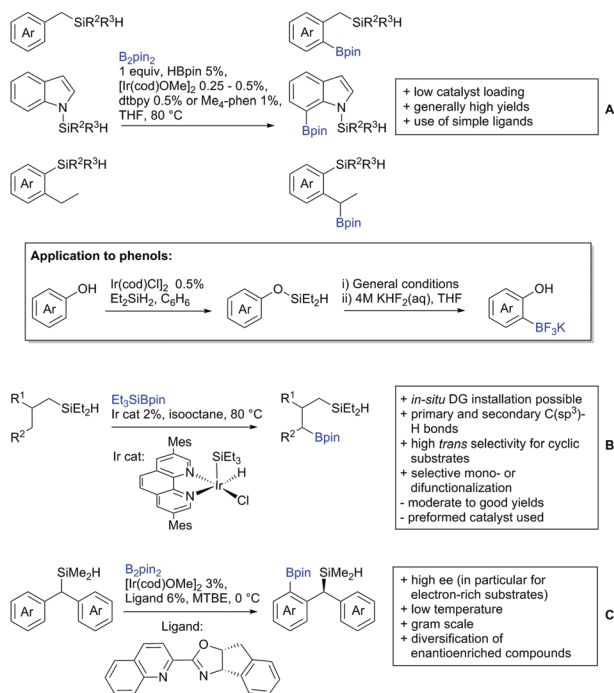 Ar
SiR²R³H
Ar
SiR²R³H
Bpin
B₂pin₂
1 equiv, HBpin 5%,
[Ir(cod)OMe]₂ 0.25 - 0.5%,
dtbpy 0.5% or Me₄-phen 1%,
THF, 80 °C
N
SiR²R³H
N
Bpin
SiR²R³H
+ low catalyst loading
+ generally high yields
+ use of simple ligands
A
SiR²R³H
Ar
SiR²R³H
Ar
Bpin
Application to phenols:
OH
Ar
Ir(cod)Cl]₂ 0.5%
Et₂SiH₂, C₆H₆
O
SiEt₂H
Ar
i) General conditions
ii) 4M KHF₂(aq), THF
OH
Ar
BF₃K
R¹
SiEt₂H
R²
Et₃SiBpin
Ir cat 2%, isooctane, 80 °C
Ir cat:
Mes
SiEt₃
H
N
Ir
N
Cl
Mes
R¹
SiEt₂H
R²
Bpin
+ in-situ DG installation possible
+ primary and secondary C(sp³)-
H bonds
+ high trans selectivity for cyclic
substrates
+ selective mono- or
difunctionalization
- moderate to good yields
- preformed catalyst used
B
SiMe₂H
Ar
Ar
B₂pin₂
[Ir(cod)OMe]₂ 3%,
Ligand 6%, MTBE, 0 °C
Ligand:
O
N
N
Bpin
SiMe₂H
Ar
Ar
+ high ee (in particular for
electron-rich substrates)
+ low temperature
+ gram scale
+ diversification of
enantioenriched compounds
C